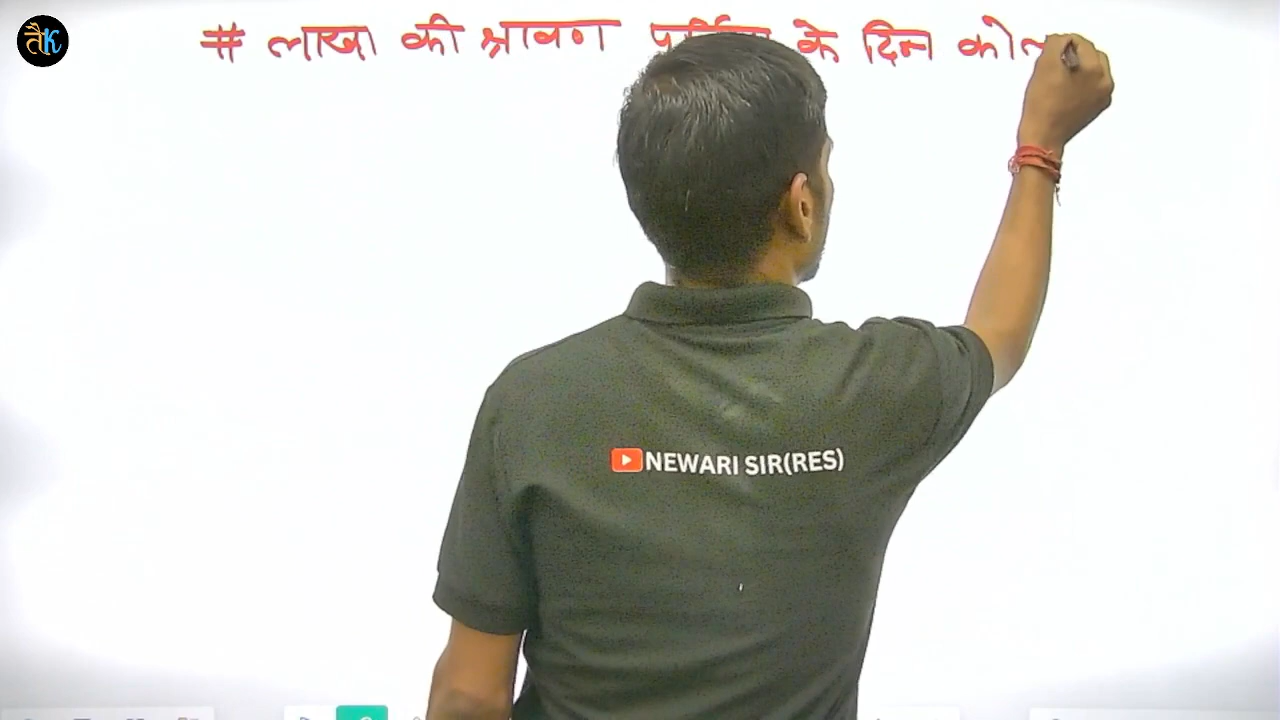 तैK
# लाखा की श्रावण के दिन को
NEWARI SIR(RES)